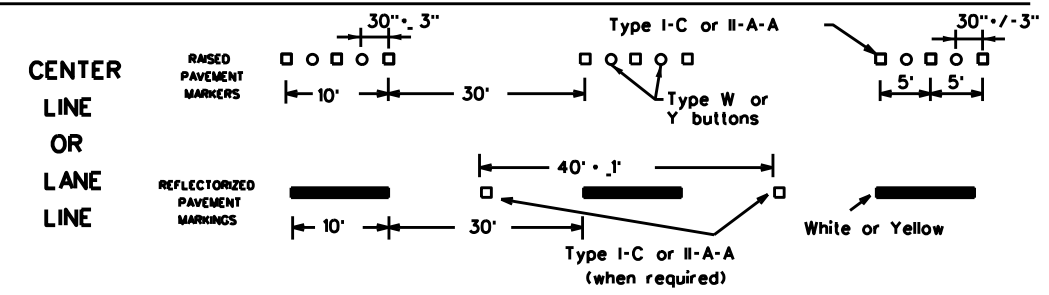 CENTER
LINE
OR
LANE
LINE
RAISED
PAVEMENT
MARKERS
30"·_ 3"
10'
30'
Type I-C or II-A-A
Type W or
Y buttons
30"+/-3"
5' 5'
REFLECTORIZED
PAVEMENT
MARKINGS
10'
30'
40' ·_1'
Type I-C or II-A-A
(when required)
White or Yellow